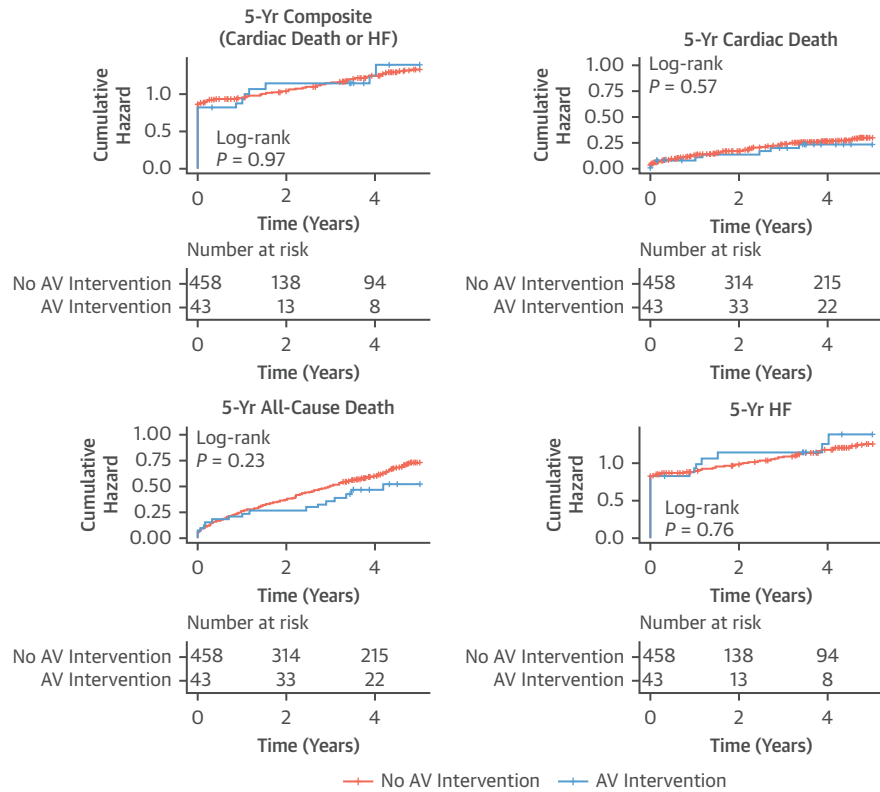 5-Yr Composite
(Cardiac Death or HF)
Cumulative
Hazard
1.0
0.5
0.0
Log-rank
P = 0.97
0 2 4
Time (Years)
Number at risk
No AV Intervention 458 138 94
AV Intervention 43 13 8
0 2 4
Time (Years)
5-Yr Cardiac Death
Cumulative
Hazard
1.00
0.75
0.50
0.25
0.00
Log-rank
P = 0.57
0 2 4
Time (Years)
Number at risk
No AV Intervention 458 314 215
AV Intervention 43 33 22
0 2 4
Time (Years)
5-Yr All-Cause Death
Cumulative
Hazard
1.00
0.75
0.50
0.25
0.00
Log-rank
P = 0.23
0 2 4
Time (Years)
Number at risk
No AV Intervention 458 314 215
AV Intervention 43 33 22
0 2 4
Time (Years)
5-Yr HF
Cumulative
Hazard
1.0
0.5
0.0
Log-rank
P = 0.76
0 2 4
Time (Years)
Number at risk
No AV Intervention 458 138 94
AV Intervention 43 13 8
0 2 4
Time (Years)
No AV Intervention AV Intervention